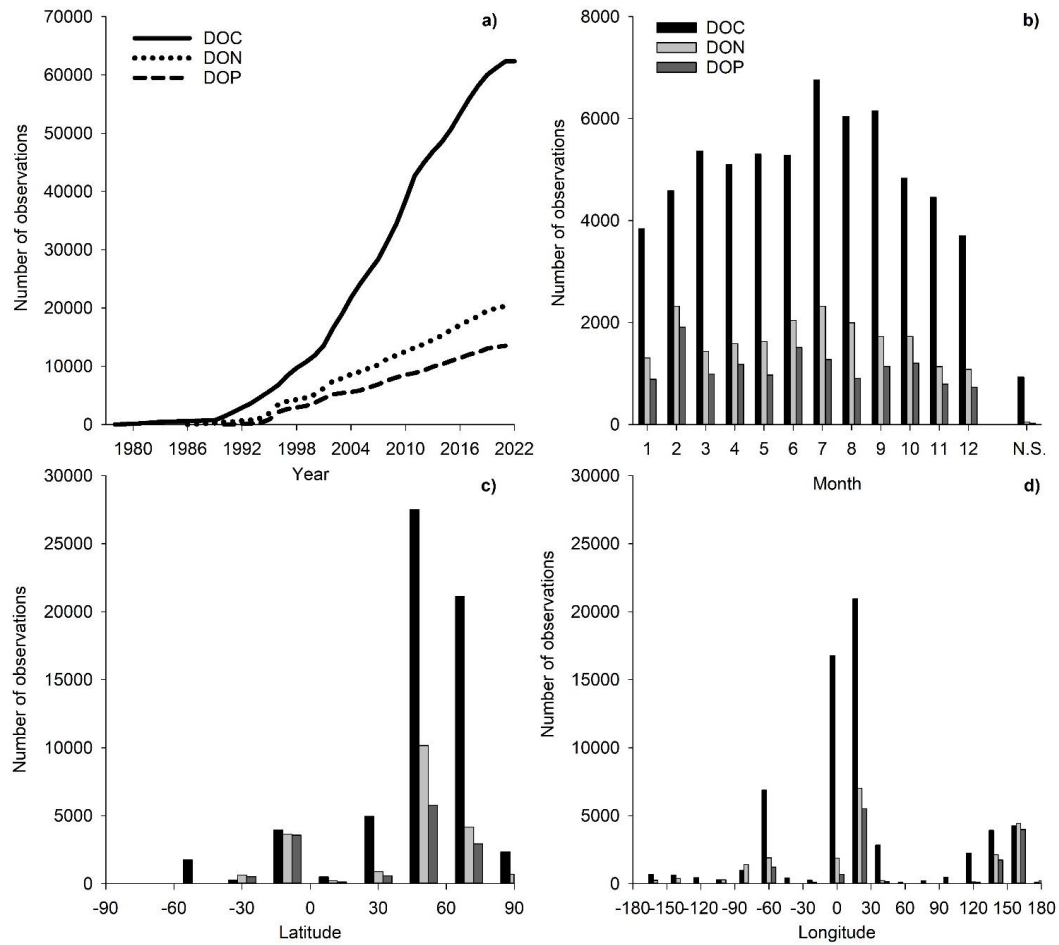 a)
70000
60000
50000
40000
30000
20000
10000
0
DOC
DON
DOP
Number of observations
1980 1986 1992 1998 2004 2010 2016 2022
Year
b)
8000
6000
4000
2000
0
DOC
DON
DOP
Number of observations
1 2 3 4 5 6 7 8 9 10 11 12 N.S.
Month
c)
30000
25000
20000
15000
10000
5000
0
Number of observations
-90 -60 -30 0 30 60 90
Latitude
d)
30000
25000
20000
15000
10000
5000
0
Number of observations
-180 -150 -120 -90 -60 -30 0 30 60 90 120 150 180
Longitude